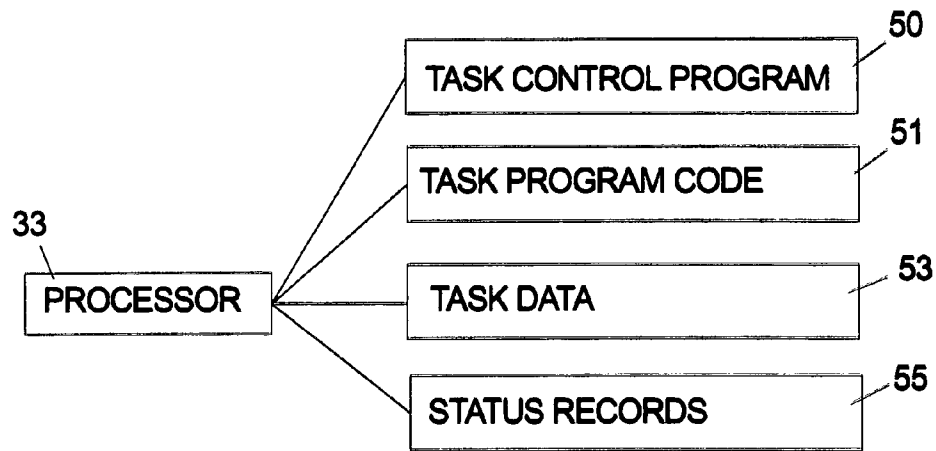 50
TASK CONTROL PROGRAM
51
TASK PROGRAM CODE
33
PROCESSOR
53
TASK DATA
55
STATUS RECORDS